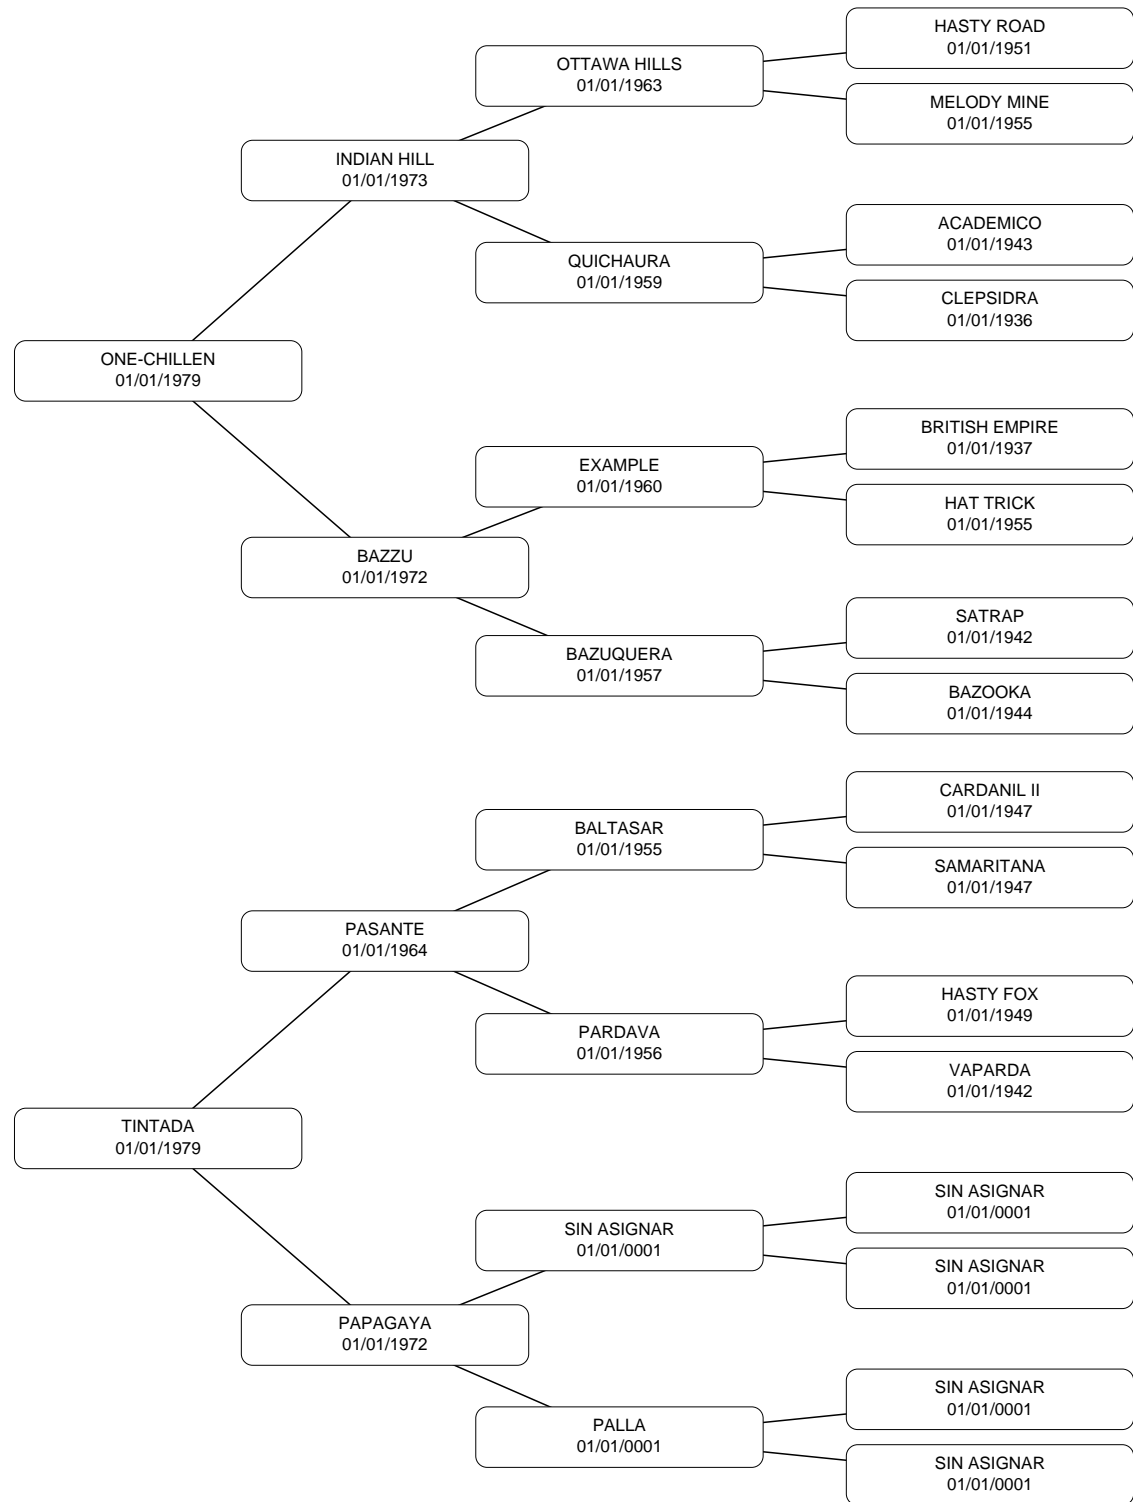 HASTY ROAD
01/01/1951
OTTAWA HILLS
01/01/1963
MELODY MINE
01/01/1955
INDIAN HILL
01/01/1973
ACADEMICO
01/01/1943
QUICHAURA
01/01/1959
CLEPSIDRA
01/01/1936
ONE-CHILLEN
01/01/1979
BRITISH EMPIRE
01/01/1937
EXAMPLE
01/01/1960
HAT TRICK
01/01/1955
BAZZU
01/01/1972
SATRAP
01/01/1942
BAZUQUERA
01/01/1957
BAZOOKA
01/01/1944
CARDANIL II
01/01/1947
BALTASAR
01/01/1955
SAMARITANA
01/01/1947
PASANTE
01/01/1964
HASTY FOX
01/01/1949
PARDAVA
01/01/1956
VAPARDA
01/01/1942
TINTADA
01/01/1979
SIN ASIGNAR
01/01/0001
SIN ASIGNAR
01/01/0001
SIN ASIGNAR
01/01/0001
PAPAGAYA
01/01/1972
SIN ASIGNAR
01/01/0001
PALLA
01/01/0001
SIN ASIGNAR
01/01/0001